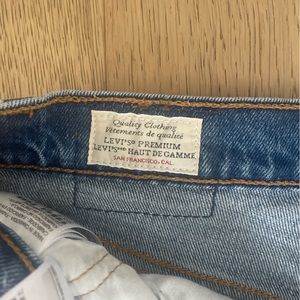 Quality Clothing
Vêtements de qualité
LEVI'S® PREMIUM
LEVI'S®MD HAUT DE GAMME
SAN FRANCISCO, CAL.